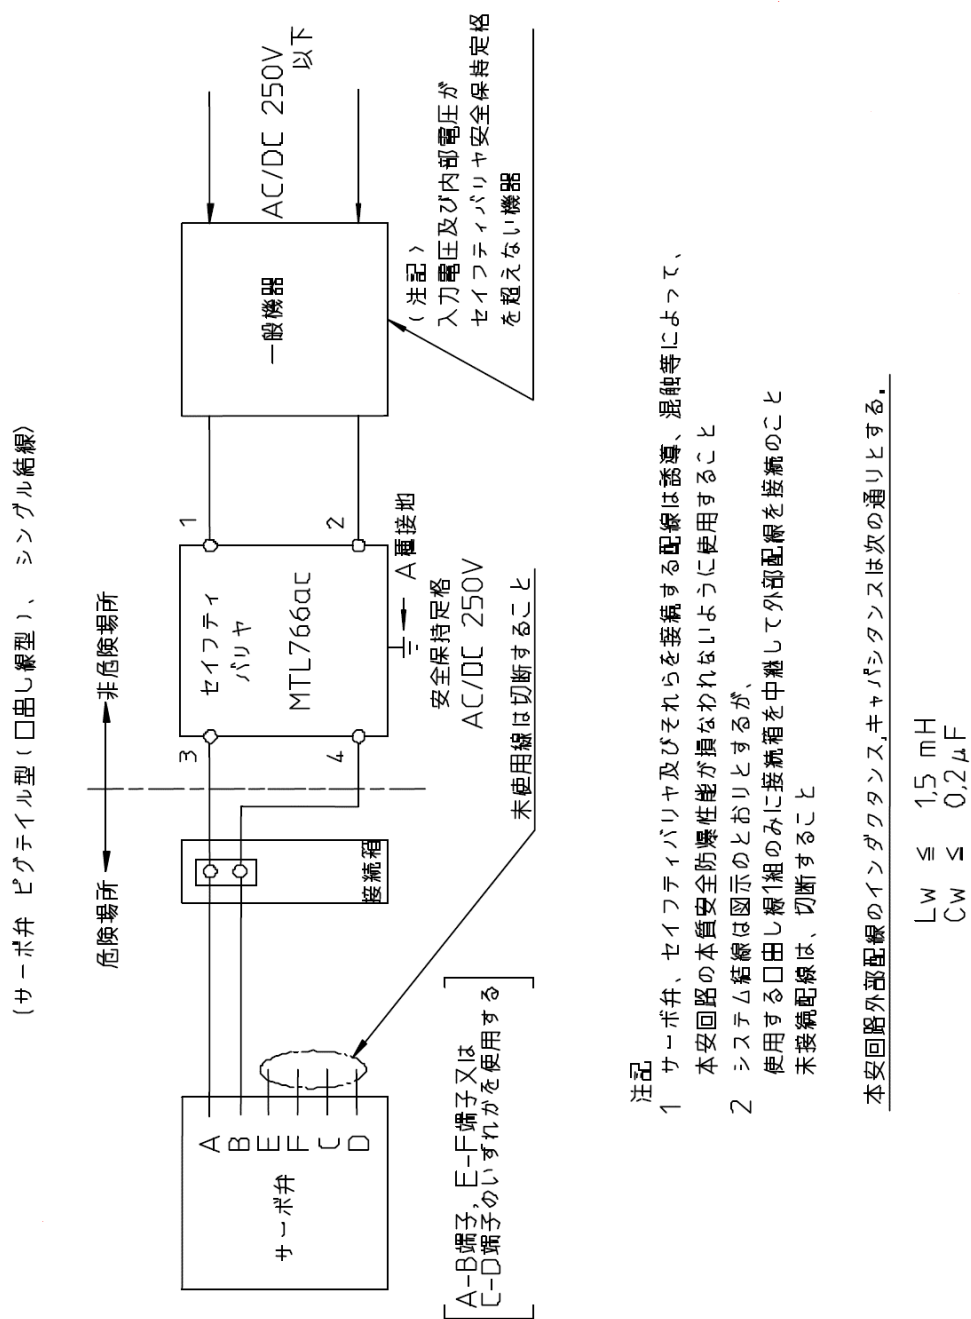 (サーボ弁 ピグテイル型(口出し線型)、シングル結線)
危険場所
非危険場所
サーボ弁
A
B
E
F
C
D
接続箱
3
4
セイフティ
バリヤ
MTL766ac
1
2
A種接地
安全保持定格
AC/DC 250V
一般機器
AC/DC 250V
以下
(注記)
入力電圧及び内部電圧が
セイフティバリヤ安全保持定格
を超えない機器
未使用線は切断すること
A-B端子, E-F端子又は
C-D端子のいずれかを使用する
注記
1 サーボ弁、セイフティバリヤ及びそれらを接続する配線は誘導、混触等によって、
本安回路の本質安全防爆性能が損なわれないように使用すること
2 システム結線は図示のとおりとするが、
使用する口出し線1組のみに接続箱を中継して外部配線を接続のこと
未接続配線は、切断すること
本安回路外部配線のインダクタンス,キャパシタンスは次の通りとする.
Lw ≦ 1,5 mH
Cw ≦ 0,2μF